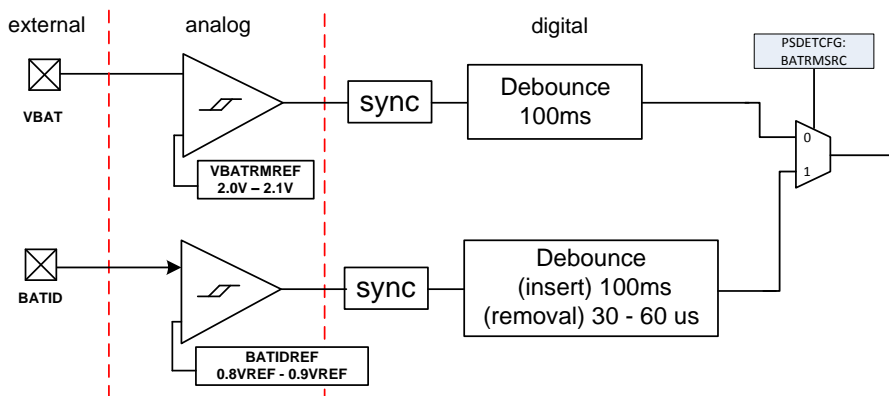 external
analog
digital
PSDETCFG:
BATRMSRC
VBAT
sync
Debounce
100ms
0
1
VBATRMREF
2.0V – 2.1V
BATID
sync
Debounce
(insert) 100ms
(removal) 30 - 60 us
BATIDREF
0.8VREF - 0.9VREF